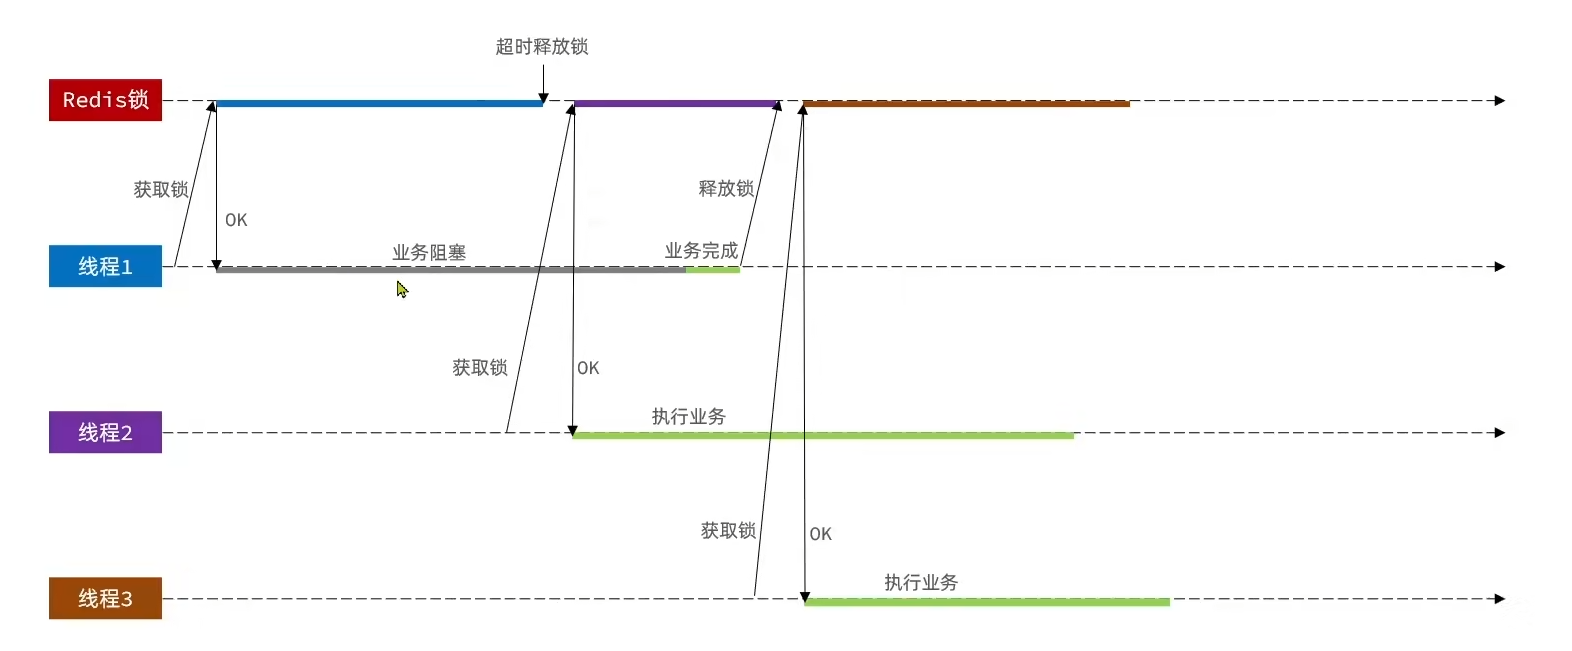 超时释放锁
Redis锁
获取锁
OK
释放锁
线程1
业务阻塞
业务完成
获取锁
OK
线程2
执行业务
获取锁
OK
线程3
执行业务